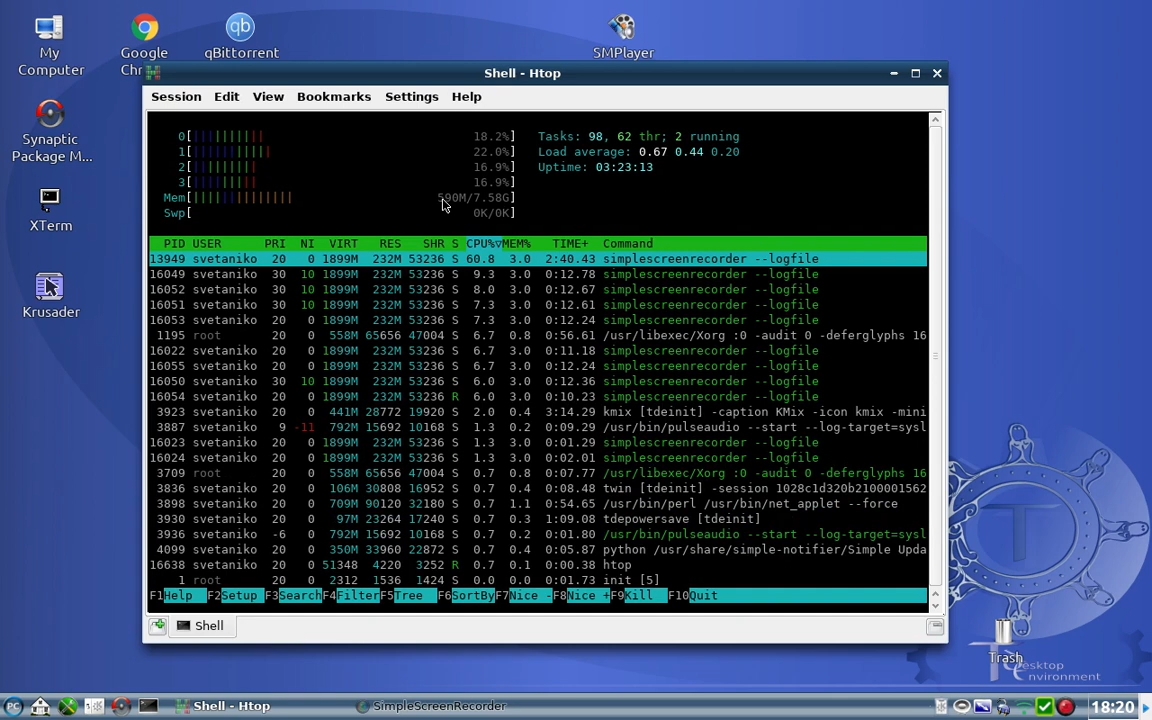 My Computer
Google Chr
qBittorrent
SMPlayer
Synaptic Package M...
XTerm
Krusader
Shell - Htop
Session Edit View Bookmarks Settings Help
0[ 18.2%] Tasks: 98, 62 thr; 2 running
1[ 22.0%] Load average: 0.67 0.44 0.20
2[ 16.9%] Uptime: 03:23:13
3[ 16.9%]
Mem[ 590M/7.58G]
Swp[ 0K/0K]
PID USER PRI NI VIRT RES SHR S CPU%▽MEM% TIME+ Command
13949 svetaniko 20 0 1899M 232M 53236 S 60.8 3.0 2:40.43 simplescreenrecorder --logfile
16049 svetaniko 30 10 1899M 232M 53236 S 9.3 3.0 0:12.78 simplescreenrecorder --logfile
16052 svetaniko 30 10 1899M 232M 53236 S 8.0 3.0 0:12.67 simplescreenrecorder --logfile
16051 svetaniko 30 10 1899M 232M 53236 S 7.3 3.0 0:12.61 simplescreenrecorder --logfile
16053 svetaniko 20 0 1899M 232M 53236 S 7.3 3.0 0:12.24 simplescreenrecorder --logfile
1195 root 20 0 558M 65656 47004 S 6.7 0.8 0:56.61 /usr/libexec/Xorg :0 -audit 0 -deferglyphs 16
16022 svetaniko 20 0 1899M 232M 53236 S 6.7 3.0 0:11.18 simplescreenrecorder --logfile
16055 svetaniko 20 0 1899M 232M 53236 S 6.7 3.0 0:12.24 simplescreenrecorder --logfile
16050 svetaniko 30 10 1899M 232M 53236 S 6.0 3.0 0:12.36 simplescreenrecorder --logfile
16054 svetaniko 20 0 1899M 232M 53236 R 6.0 3.0 0:10.23 simplescreenrecorder --logfile
3923 svetaniko 20 0 441M 28772 19920 S 2.0 0.4 3:14.29 kmix [tdeinit] -caption KMix -icon kmix -mini
3887 svetaniko 9 -11 792M 15692 10168 S 1.3 0.2 0:09.29 /usr/bin/pulseaudio --start --log-target=sysl
16023 svetaniko 20 0 1899M 232M 53236 S 1.3 3.0 0:01.29 simplescreenrecorder --logfile
16024 svetaniko 20 0 1899M 232M 53236 S 1.3 3.0 0:02.01 simplescreenrecorder --logfile
3709 root 20 0 558M 65656 47004 S 0.7 0.8 0:07.77 /usr/libexec/Xorg :0 -audit 0 -deferglyphs 16
3836 svetaniko 20 0 106M 30808 16952 S 0.7 0.4 0:08.48 twin [tdeinit] -session 1028c1d320b2100001562
3898 svetaniko 20 0 709M 90120 32180 S 0.7 1.1 0:54.65 /usr/bin/perl /usr/bin/net_applet --force
3930 svetaniko 20 0 97M 23264 17240 S 0.7 0.3 1:09.08 tdepowersave [tdeinit]
3936 svetaniko -6 0 792M 15692 10168 S 0.7 0.2 0:01.80 /usr/bin/pulseaudio --start --log-target=sysl
4099 svetaniko 20 0 350M 33960 22872 S 0.7 0.4 0:05.87 python /usr/share/simple-notifier/Simple Upda
16638 svetaniko 20 0 51348 4220 3252 R 0.7 0.1 0:00.38 htop
1 root 20 0 2312 1536 1424 S 0.0 0.0 0:01.73 init [5]
F1Help F2Setup F3SearchF4FilterF5Tree F6SortByF7Nice -F8Nice +F9Kill F10Quit
Shell
Trash
Desktop
Environment
PC Shell - Htop SimpleScreenRecorder 18:20